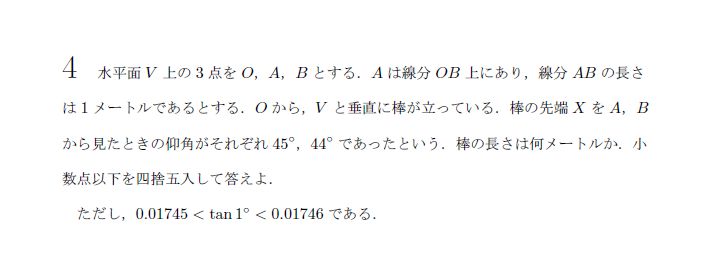 4 水平面 V 上の 3 点を O，A，B とする．A は線分 OB 上にあり，線分 AB の長さ
は 1 メートルであるとする．O から，V と垂直に棒が立っている．棒の先端 X を A，B
から見たときの仰角がそれぞれ 45°，44° であったという．棒の長さは何メートルか．小
数点以下を四捨五入して答えよ．
ただし，0.01745 < tan 1° < 0.01746 である．